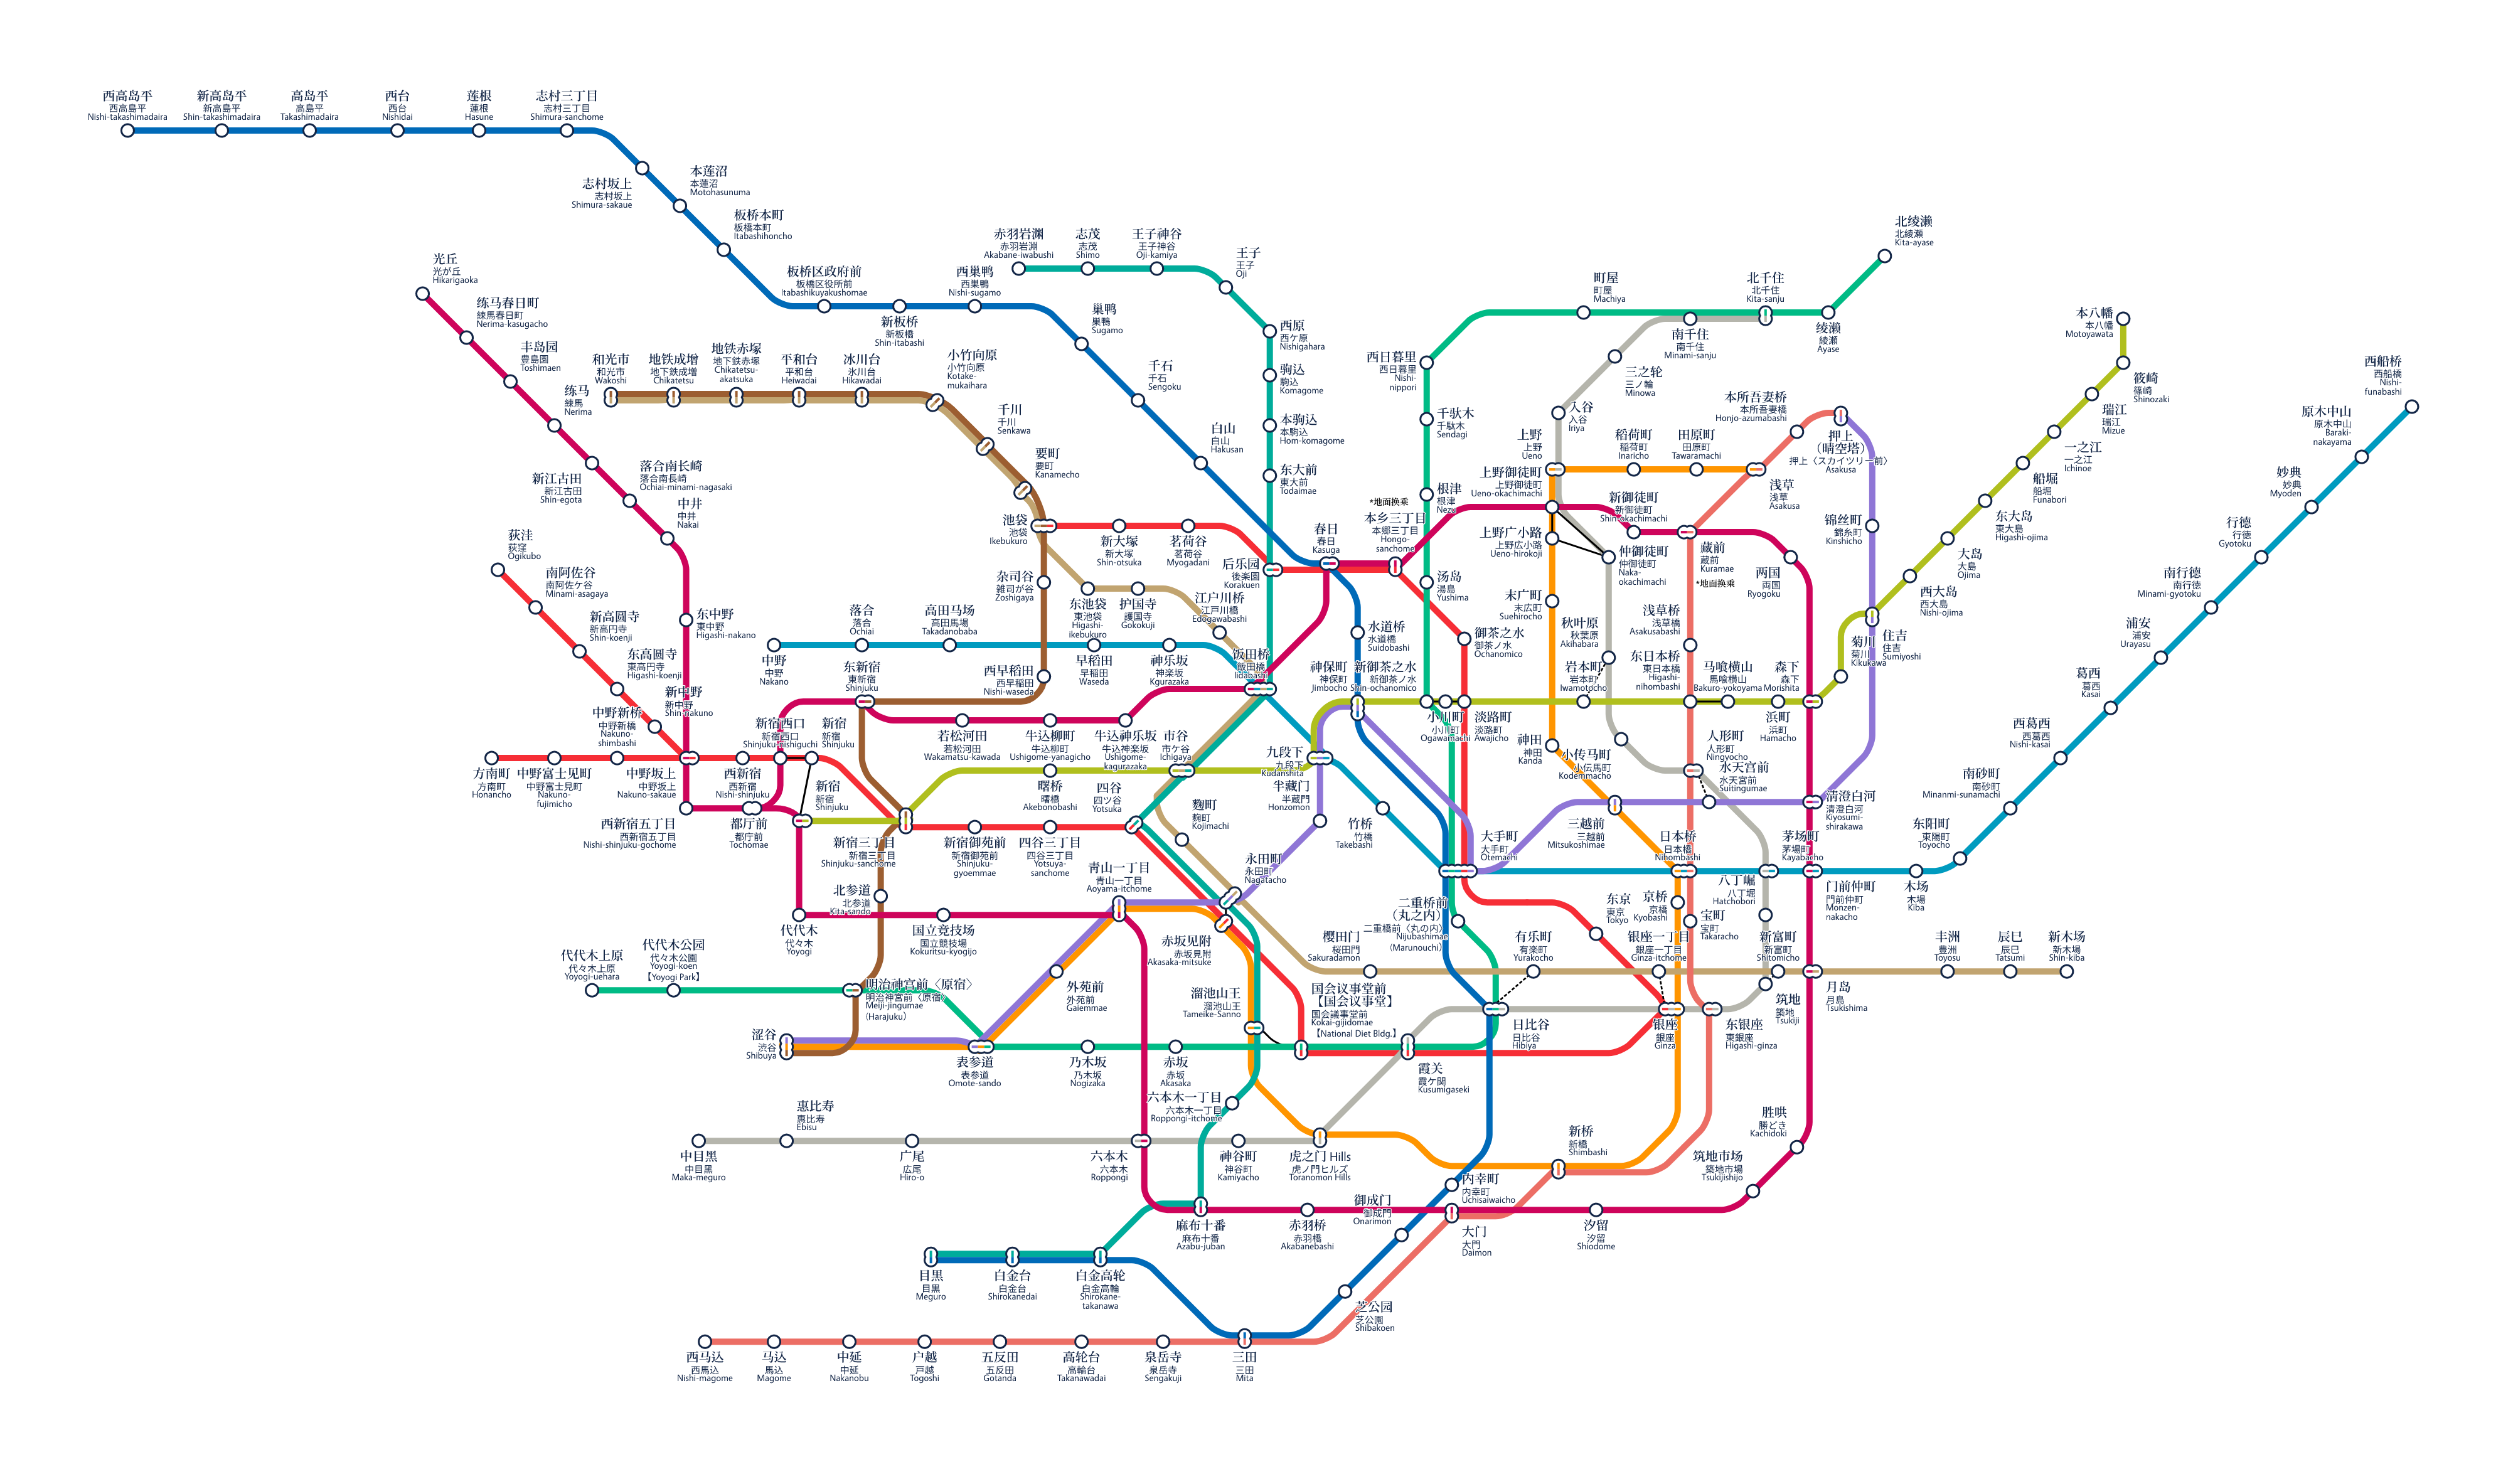 西高岛平
西高島平
Nishi-takashimadaira
新高岛平
新高島平
Shin-takashimadaira
高岛平
高島平
Takashimadaira
西台
西台
Nishidai
莲根
蓮根
Hasune
志村三丁目
志村三丁目
Shimura-sanchome
志村坂上
志村坂上
Shimura-sakaue
本莲沼
本蓮沼
Motohasunuma
板桥本町
板橋本町
Itabashihoncho
板桥区政府前
板橋区役所前
Itabashikuyakushomae
新板桥
新板橋
Shin-itabashi
西巢鸭
西巣鴨
Nishi-sugamo
巢鸭
巣鴨
Sugamo
千石
千石
Sengoku
白山
白山
Hakusan
赤羽岩渊
赤羽岩淵
Akabane-iwabushi
志茂
志茂
Shimo
王子神谷
王子神谷
Oji-kamiya
王子
王子
Oji
西原
西ケ原
Nishigahara
驹込
駒込
Komagome
本驹込
本駒込
Hom-komagome
东大前
東大前
Todaimae
北绫濑
北綾瀬
Kita-ayase
町屋
町屋
Machiya
北千住
北千住
Kita-sanju
绫濑
綾瀬
Ayase
南千住
南千住
Minami-sanju
三之轮
三ノ輪
Minowa
入谷
入谷
Iriya
西日暮里
西日暮里
Nishi-
nippori
千驮木
千駄木
Sendagi
根津
根津
Nezu
汤岛
湯島
Yushima
本八幡
本八幡
Motoyawata
筱崎
篠崎
Shinozaki
瑞江
瑞江
Mizue
一之江
一之江
Ichinoe
船堀
船堀
Funabori
东大岛
東大島
Higashi-ojima
大岛
大島
Ojima
西大岛
西大島
Nishi-ojima
住吉
住吉
Sumiyoshi
菊川
菊川
Kikukawa
西船桥
西船橋
Nishi-
funabashi
原木中山
原木中山
Baraki-
nakayama
妙典
妙典
Myoden
行德
行徳
Gyotoku
南行德
南行徳
Minami-gyotoku
浦安
浦安
Urayasu
葛西
葛西
Kasai
西葛西
西葛西
Nishi-kasai
南砂町
南砂町
Minanmi-sunamachi
东阳町
東陽町
Toyocho
木场
木場
Kiba
光丘
光が丘
Hikarigaoka
练马春日町
練馬春日町
Nerima-kasugacho
丰岛园
豊島園
Toshimaen
练马
練馬
Nerima
新江古田
新江古田
Shin-egota
落合南长崎
落合南長崎
Ochiai-minami-nagasaki
中井
中井
Nakai
东中野
東中野
Higashi-nakano
和光市
和光市
Wakoshi
地铁成增
地下鉄成増
Chikatetsu
地铁赤塚
地下鉄赤塚
Chikatetsu-
akatsuka
平和台
平和台
Heiwadai
冰川台
氷川台
Hikawadai
小竹向原
小竹向原
Kotake-
mukaihara
千川
千川
Senkawa
要町
要町
Kanamecho
池袋
池袋
Ikebukuro
新大塚
新大塚
Shin-otsuka
茗荷谷
茗荷谷
Myogadani
后乐园
後楽園
Korakuen
春日
春日
Kasuga
*地面换乘
本乡三丁目
本郷三丁目
Hongo-
sanchome
杂司谷
雑司が谷
Zoshigaya
东池袋
東池袋
Higashi-
ikebukuro
护国寺
護国寺
Gokokuji
江户川桥
江戸川橋
Edogawabashi
荻洼
荻窪
Ogikubo
南阿佐谷
南阿佐ケ谷
Minami-asagaya
新高圆寺
新高円寺
Shin-koenji
东高圆寺
東高円寺
Higashi-koenji
新中野
新中野
Shin-nakuno
中野新桥
中野新橋
Nakuno-
shimbashi
方南町
方南町
Honancho
中野富士见町
中野富士見町
Nakuno-
fujimicho
中野坂上
中野坂上
Nakuno-sakaue
西新宿
西新宿
Nishi-shinjuku
新宿西口
新宿西口
Shinjuku-nishiguchi
新宿
新宿
Shinjuku
新宿
新宿
Shinjuku
西新宿五丁目
西新宿五丁目
Nishi-shinjuku-gochome
都厅前
都庁前
Tochomae
中野
中野
Nakano
落合
落合
Ochiai
高田马场
高田馬場
Takadanobaba
早稻田
早稲田
Waseda
神乐坂
神楽坂
Kgurazaka
饭田桥
飯田橋
Iidabashi
西早稻田
西早稲田
Nishi-waseda
东新宿
東新宿
Shinjuku
若松河田
若松河田
Wakamatsu-kawada
牛込柳町
牛込柳町
Ushigome-yanagicho
牛込神乐坂
牛込神楽坂
Ushigome-
kagurazaka
市谷
市ケ谷
Ichigaya
曙桥
曙橋
Akebonobashi
四谷
四ツ谷
Yotsuka
麹町
麹町
Kojimachi
新宿三丁目
新宿三丁目
Shinjuku-sanchome
新宿御苑前
新宿御苑前
Shinjuku-
gyoemmae
四谷三丁目
四谷三丁目
Yotsuya-
sanchome
北参道
北参道
Kita-sando
代代木
代々木
Yoyogi
国立竞技场
国立競技場
Kokuritsu-kyogijo
青山一丁目
青山一丁目
Aoyama-itchome
外苑前
外苑前
Gaiemmae
赤坂见附
赤坂見附
Akasaka-mitsuke
永田町
永田町
Nagatacho
半藏门
半蔵門
Honzomon
九段下
九段下
Kudanshita
神保町
神保町
Jimbocho
水道桥
水道橋
Suidobashi
新御茶之水
新御茶ノ水
Shin-ochanomico
御茶之水
御茶ノ水
Ochanomico
小川町
小川町
Ogawamachi
淡路町
淡路町
Awajicho
竹桥
竹橋
Takebashi
大手町
大手町
Otemachi
上野
上野
Ueno
上野御徒町
上野御徒町
Ueno-okachimachi
上野广小路
上野広小路
Ueno-hirokoji
仲御徒町
仲御徒町
Naka-
okachimachi
末广町
末広町
Suehirocho
稻荷町
稲荷町
Inaricho
田原町
田原町
Tawaramachi
浅草
浅草
Asakusa
本所吾妻桥
本所吾妻橋
Honjo-azumabashi
押上
(晴空塔)
押上〈スカイツリー前〉
Asakusa
锦丝町
錦糸町
Kinshicho
新御徒町
新御徒町
Shin-okachimachi
藏前
蔵前
Kuramae
*地面换乘
两国
両国
Ryogoku
浅草桥
浅草橋
Asakusabashi
秋叶原
秋葉原
Akihabara
岩本町
岩本町
Iwamotocho
东日本桥
東日本橋
Higashi-
nihombashi
马喰横山
馬喰横山
Bakuro-yokoyama
森下
森下
Morishita
浜町
浜町
Hamacho
神田
神田
Kanda
小传马町
小伝馬町
Kodemmacho
人形町
人形町
Ningyocho
水天宫前
水天宮前
Suitingumae
清澄白河
清澄白河
Kiyosumi-
shirakawa
三越前
三越前
Mitsukoshimae
日本桥
日本橋
Nihombashi
茅场町
茅場町
Kayabacho
门前仲町
門前仲町
Monzen-
nakacho
八丁崛
八丁堀
Hatchobori
京桥
京橋
Kyobashi
宝町
宝町
Takaracho
东京
東京
Tokyo
二重桥前
(丸之内)
二重橋前〈丸の内〉
Nijubashimae
(Marunouchi)
樱田门
桜田門
Sakuradamon
有乐町
有楽町
Yurakocho
银座一丁目
銀座一丁目
Ginza-itchome
新富町
新富町
Shitomicho
筑地
築地
Tsukiji
月岛
月島
Tsukishima
丰洲
豊洲
Toyosu
辰巳
辰巳
Tatsumi
新木场
新木場
Shin-kiba
代代木上原
代々木上原
Yoyogi-uehara
代代木公园
代々木公園
Yoyogi-koen
【Yoyogi Park】
明治神宫前〈原宿〉
明治神宮前〈原宿〉
Meiji-jingumae
(Harajuku)
涩谷
渋谷
Shibuya
表参道
表参道
Omote-sando
乃木坂
乃木坂
Nogizaka
赤坂
赤坂
Akasaka
溜池山王
溜池山王
Tameike-Sanno
国会议事堂前
【国会议事堂】
国会議事堂前
Kokai-gijidomae
【National Diet Bldg.】
霞关
霞ケ関
Kusumigaseki
日比谷
日比谷
Hibiya
银座
銀座
Ginza
东银座
東銀座
Higashi-ginza
惠比寿
恵比寿
Ebisu
中目黑
中目黒
Maka-meguro
广尾
広尾
Hiro-o
六本木
六本木
Roppongi
六本木一丁目
六本木一丁目
Roppongi-itchome
神谷町
神谷町
Kamiyacho
虎之门 Hills
虎ノ門ヒルズ
Toranomon Hills
新桥
新橋
Shimbashi
内幸町
内幸町
Uchisaiwaicho
御成门
御成門
Onarimon
麻布十番
麻布十番
Azabu-juban
赤羽桥
赤羽橋
Akabanebashi
大门
大門
Daimon
汐留
汐留
Shiodome
筑地市场
築地市場
Tsukijishijo
胜哄
勝どき
Kachidoki
目黑
目黒
Meguro
白金台
白金台
Shirokanedai
白金高轮
白金高輪
Shirokane-
takanawa
芝公园
芝公園
Shibakoen
西马込
西馬込
Nishi-magome
马込
馬込
Magome
中延
中延
Nakanobu
户越
戸越
Togoshi
五反田
五反田
Gotanda
高轮台
高輪台
Takanawadai
泉岳寺
泉岳寺
Sengakuji
三田
三田
Mita